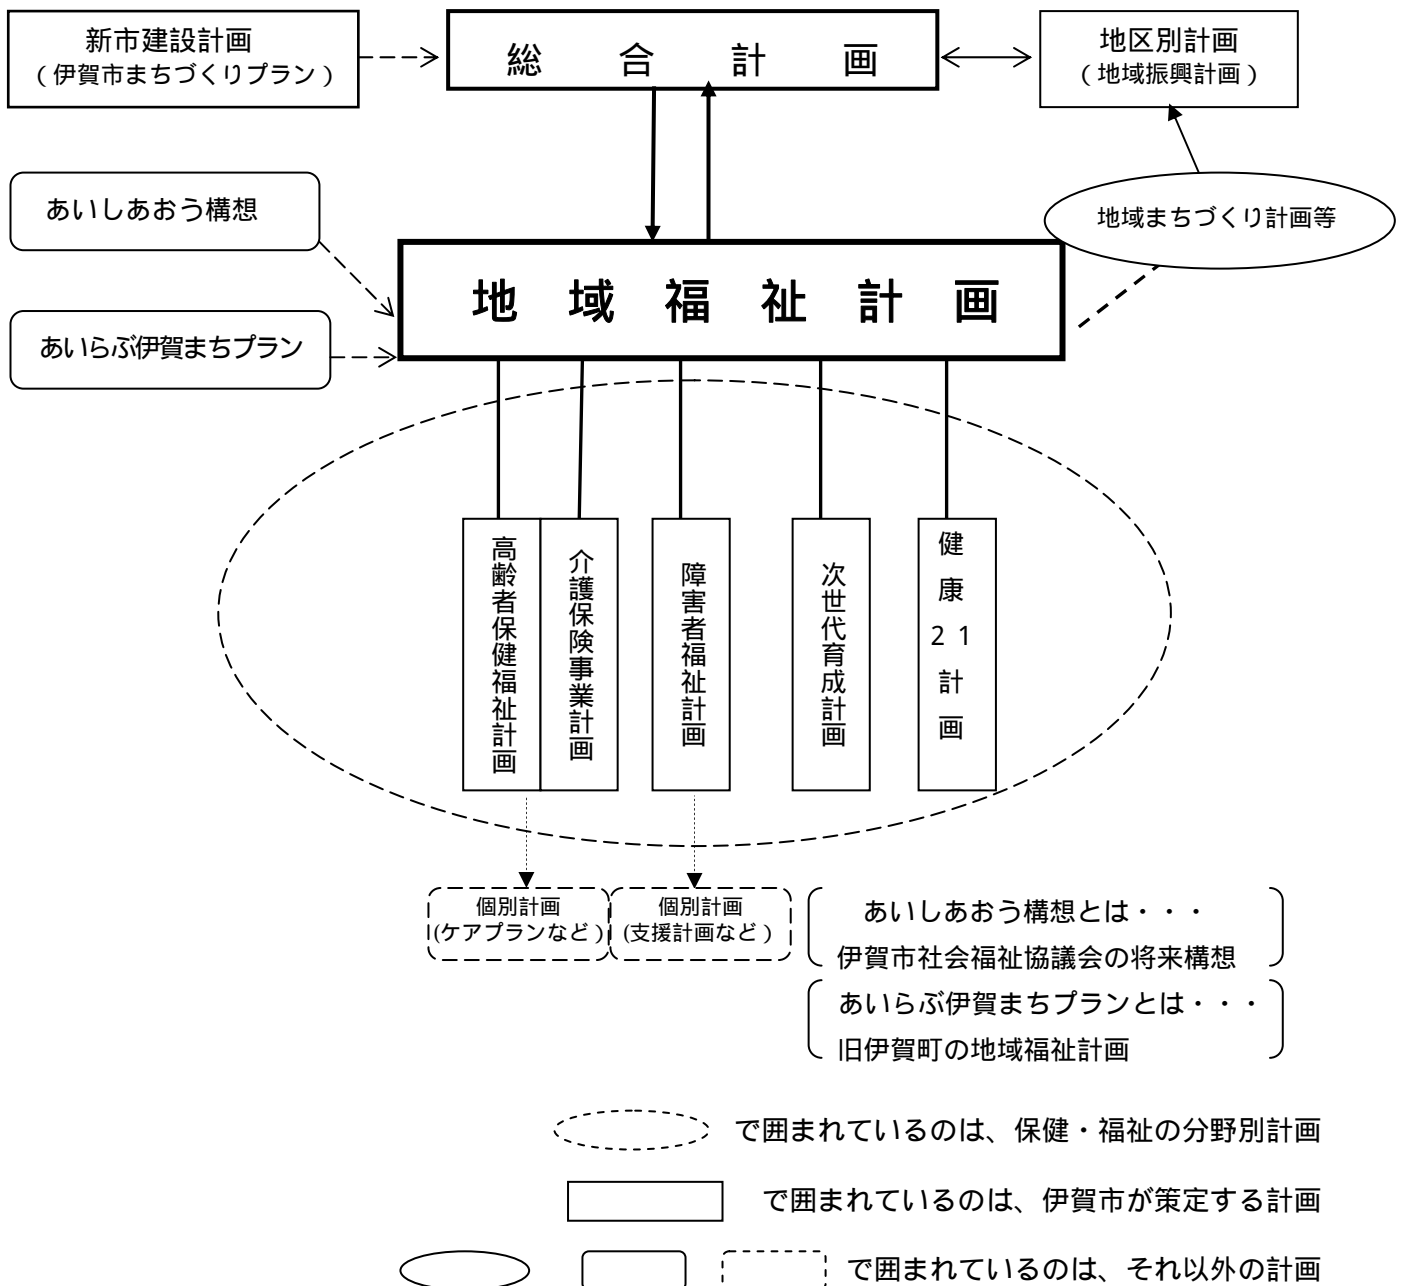 新市建設計画
（伊賀市まちづくりプラン）
総合計画
地区別計画
（地域振興計画）
あいしあおう構想
地域まちづくり計画等
地域福祉計画
あいらぶ伊賀まちプラン
高齢者保健福祉計画
介護保険事業計画
障害者福祉計画
次世代育成計画
健康２１計画
個別計画
(ケアプランなど）
個別計画
(支援計画など）
あいしあおう構想とは・・・
伊賀市社会福祉協議会の将来構想
あいらぶ伊賀まちプランとは・・・
旧伊賀町の地域福祉計画
で囲まれているのは、保健・福祉の分野別計画
で囲まれているのは、伊賀市が策定する計画
で囲まれているのは、それ以外の計画